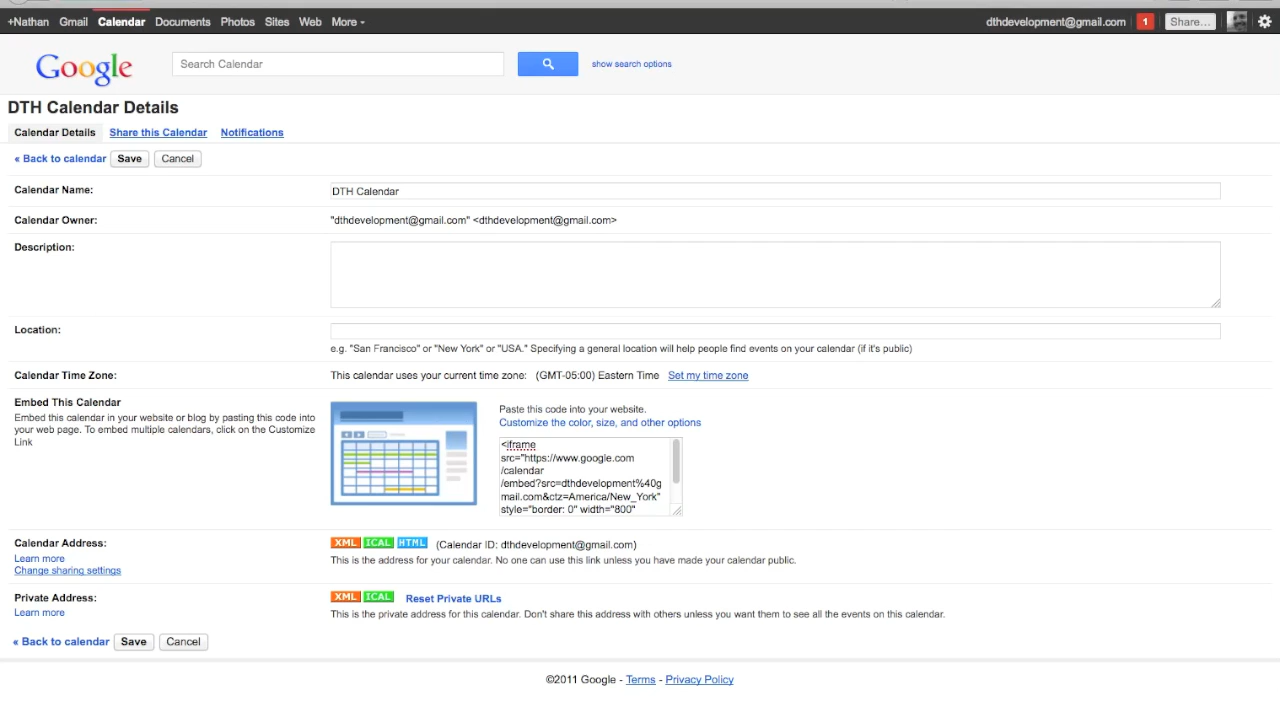 +Nathan Gmail Calendar Documents Photos Sites Web More dthdevelopment@gmail.com 1 Share...
Google Search Calendar show search options
DTH Calendar Details
Calendar Details Share this Calendar Notifications
« Back to calendar Save Cancel
Calendar Name: DTH Calendar
Calendar Owner: "dthdevelopment@gmail.com" <dthdevelopment@gmail.com>
Description:
Location:
e.g. "San Francisco" or "New York" or "USA." Specifying a general location will help people find events on your calendar (if it's public)
Calendar Time Zone: This calendar uses your current time zone: (GMT-05:00) Eastern Time Set my time zone
Embed This Calendar
Embed this calendar in your website or blog by pasting this code into
your web page. To embed multiple calendars, click on the Customize
Link
Paste this code into your website.
Customize the color, size, and other options
<iframe
src="https://www.google.com
/calendar
/embed?src=dthdevelopment%40g
mail.com&ctz=America/New_York"
style="border: 0" width="800"
Calendar Address: XML ICAL HTML (Calendar ID: dthdevelopment@gmail.com)
Learn more This is the address for your calendar. No one can use this link unless you have made your calendar public.
Change sharing settings
Private Address: XML ICAL Reset Private URLs
Learn more This is the private address for this calendar. Don't share this address with others unless you want them to see all the events on this calendar.
« Back to calendar Save Cancel
©2011 Google - Terms - Privacy Policy